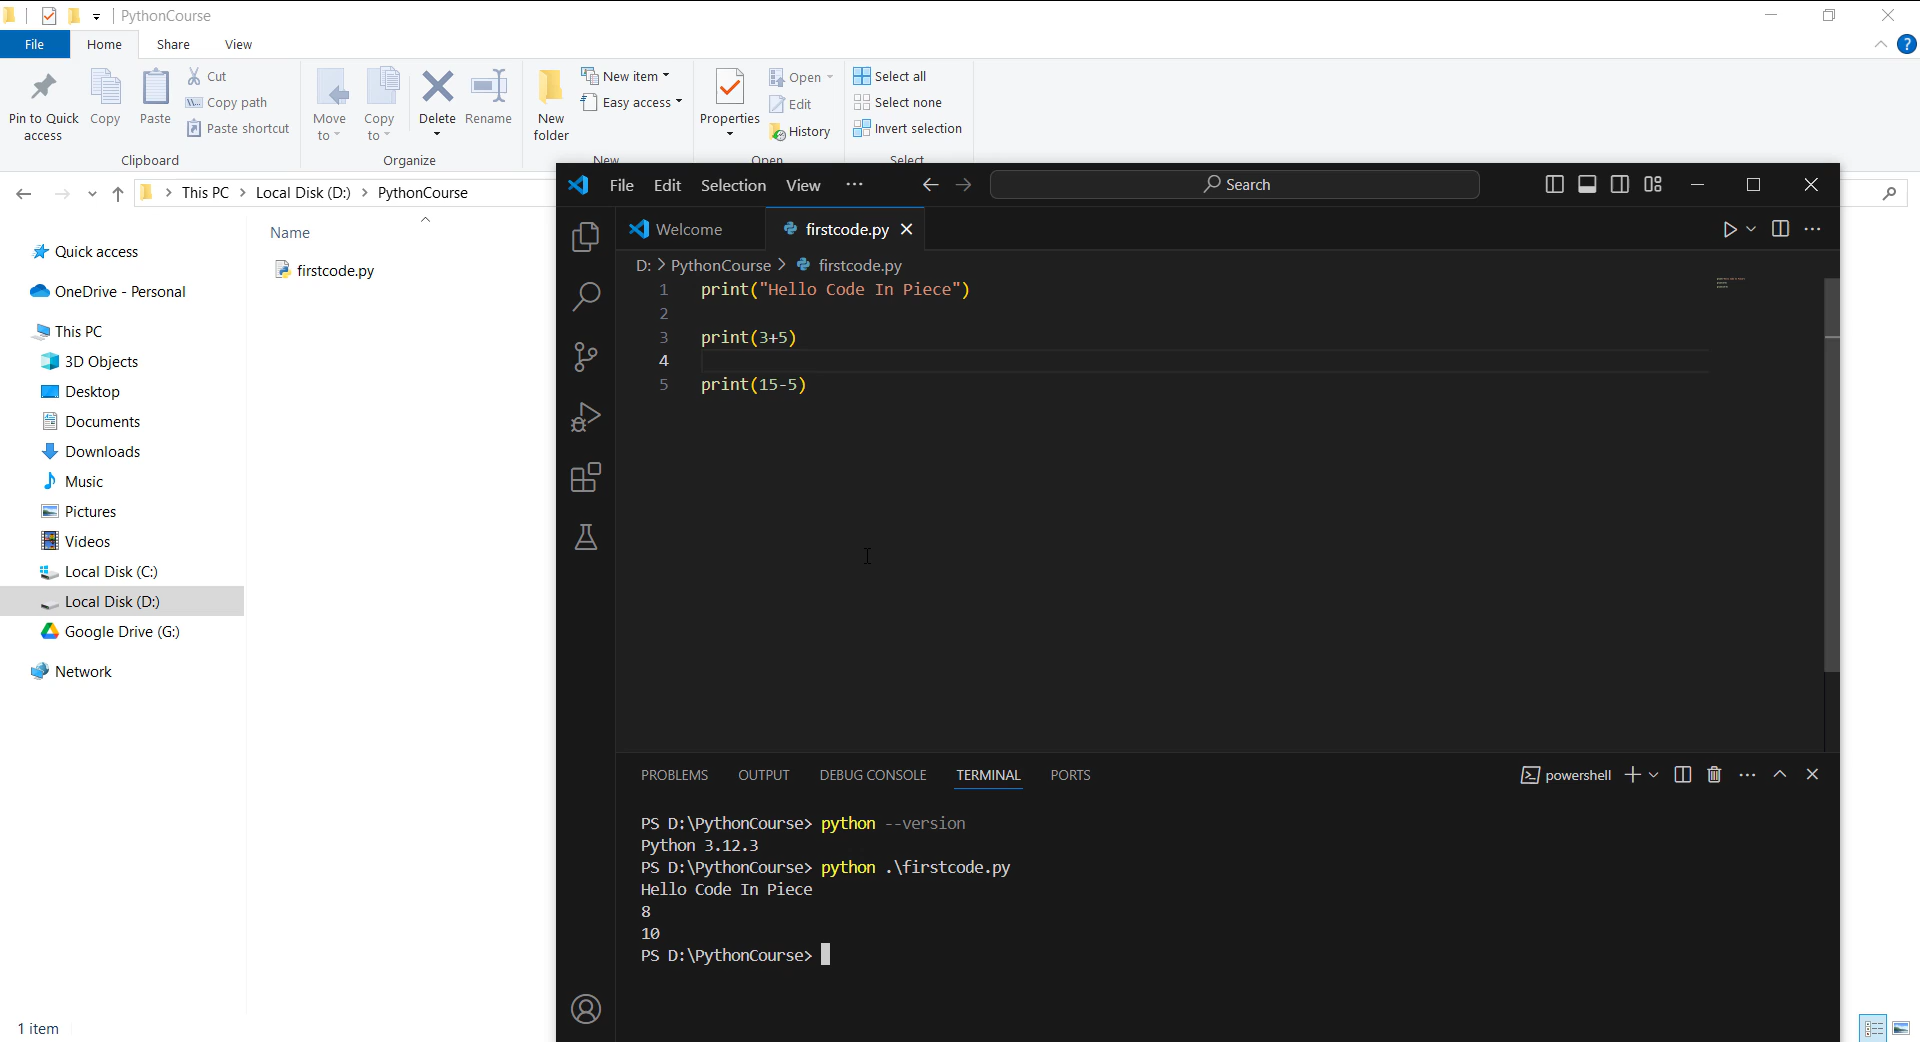 PythonCourse
File Home Share View
Pin to Quick access
Copy
Paste
Cut
Copy path
Paste shortcut
Clipboard
Move to
Copy to
Delete
Rename
Organize
New folder
New item
Easy access
New
Properties
Open
Edit
History
Open
Select all
Select none
Invert selection
Select
This PC > Local Disk (D:) > PythonCourse
Name
firstcode.py
Quick access
OneDrive - Personal
This PC
3D Objects
Desktop
Documents
Downloads
Music
Pictures
Videos
Local Disk (C:)
Local Disk (D:)
Google Drive (G:)
Network
1 item
File Edit Selection View ··· Search
Welcome firstcode.py
D: > PythonCourse > firstcode.py
1 print("Hello Code In Piece")
2
3 print(3+5)
4
5 print(15-5)
PROBLEMS OUTPUT DEBUG CONSOLE TERMINAL PORTS powershell
PS D:\PythonCourse> python --version
Python 3.12.3
PS D:\PythonCourse> python .\firstcode.py
Hello Code In Piece
8
10
PS D:\PythonCourse>